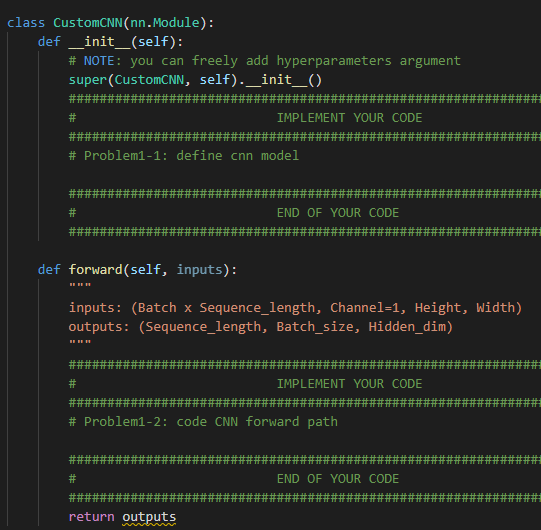 class CustomCNN(nn.Module):
    def __init__(self):
        # NOTE: you can freely add hyperparameters argument
        super(CustomCNN, self).__init__()
        ##############################################################
        #                          IMPLEMENT YOUR CODE
        ##############################################################
        # Problem1-1: define cnn model
        ##############################################################
        #                          END OF YOUR CODE
        ##############################################################
    def forward(self, inputs):
        """
        inputs: (Batch x Sequence_length, Channel=1, Height, Width)
        outputs: (Sequence_length, Batch_size, Hidden_dim)
        """
        ##############################################################
        #                          IMPLEMENT YOUR CODE
        ##############################################################
        # Problem1-2: code CNN forward path
        ##############################################################
        #                          END OF YOUR CODE
        ##############################################################
        return outputs